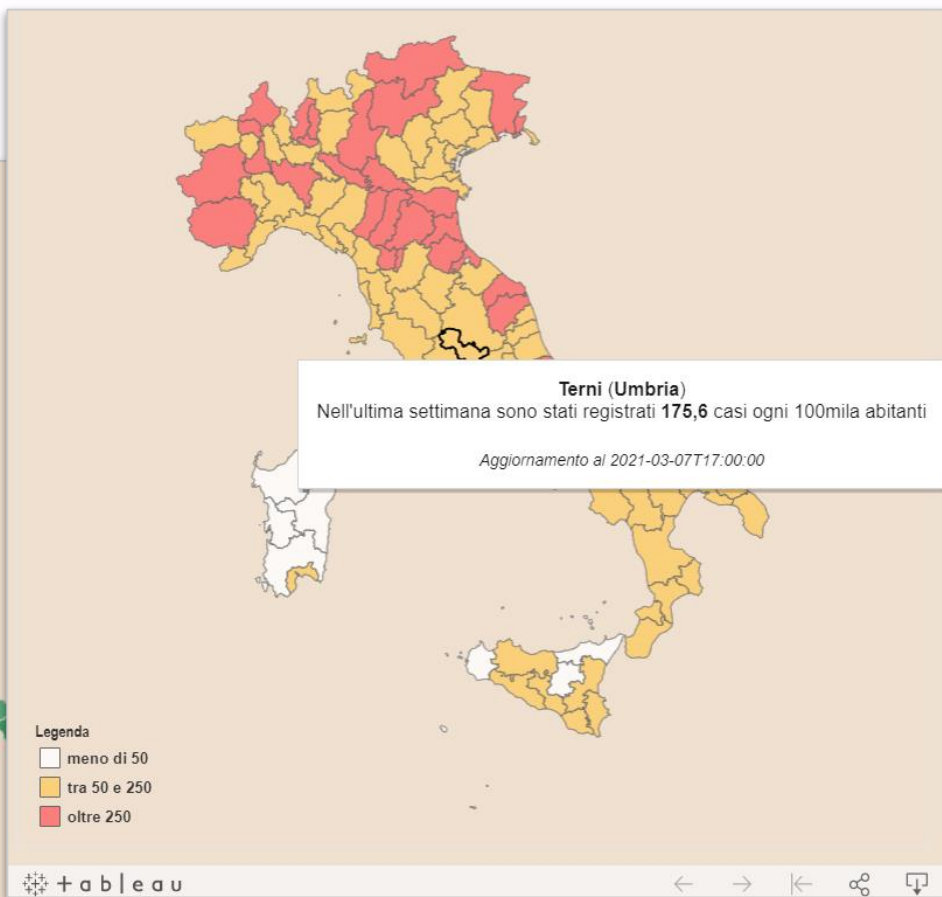 Terni (Umbria)
Nell'ultima settimana sono stati registrati 175,6 casi ogni 100mila abitanti
Aggiornamento al 2021-03-07T17:00:00
Legenda
meno di 50
tra 50 e 250
oltre 250
+ a b | e a u